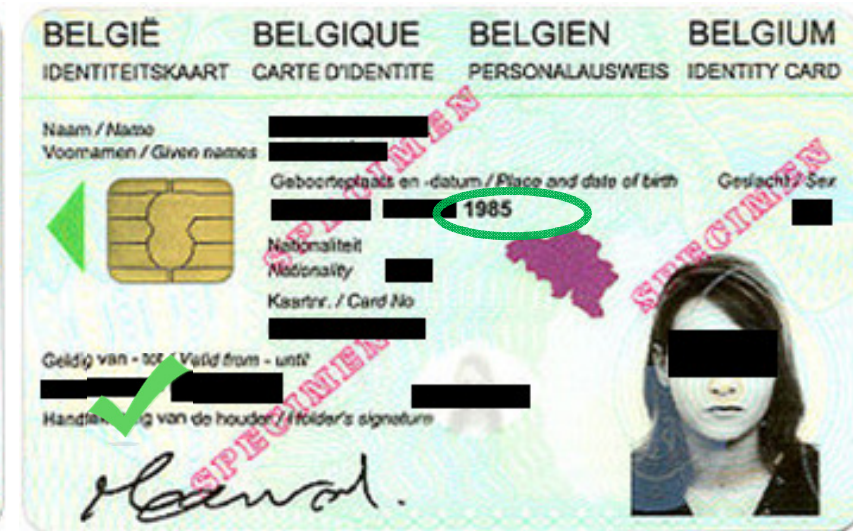 BELGIË BELGIQUE BELGIEN BELGIUM
IDENTITEITSKAART CARTE D'IDENTITE PERSONALAUSWEIS IDENTITY CARD
Naam / Name
Voornamen / Given names
Geboorteplaats en -datum / Place and date of birth Geslacht / Sex
1985
Nationaliteit
Nationality
Kaartnr. / Card No
Geldig van - tot / Valid from - until
van de houder / Holder's signature
SPECIMEN
SPECIMEN
SPECIMEN